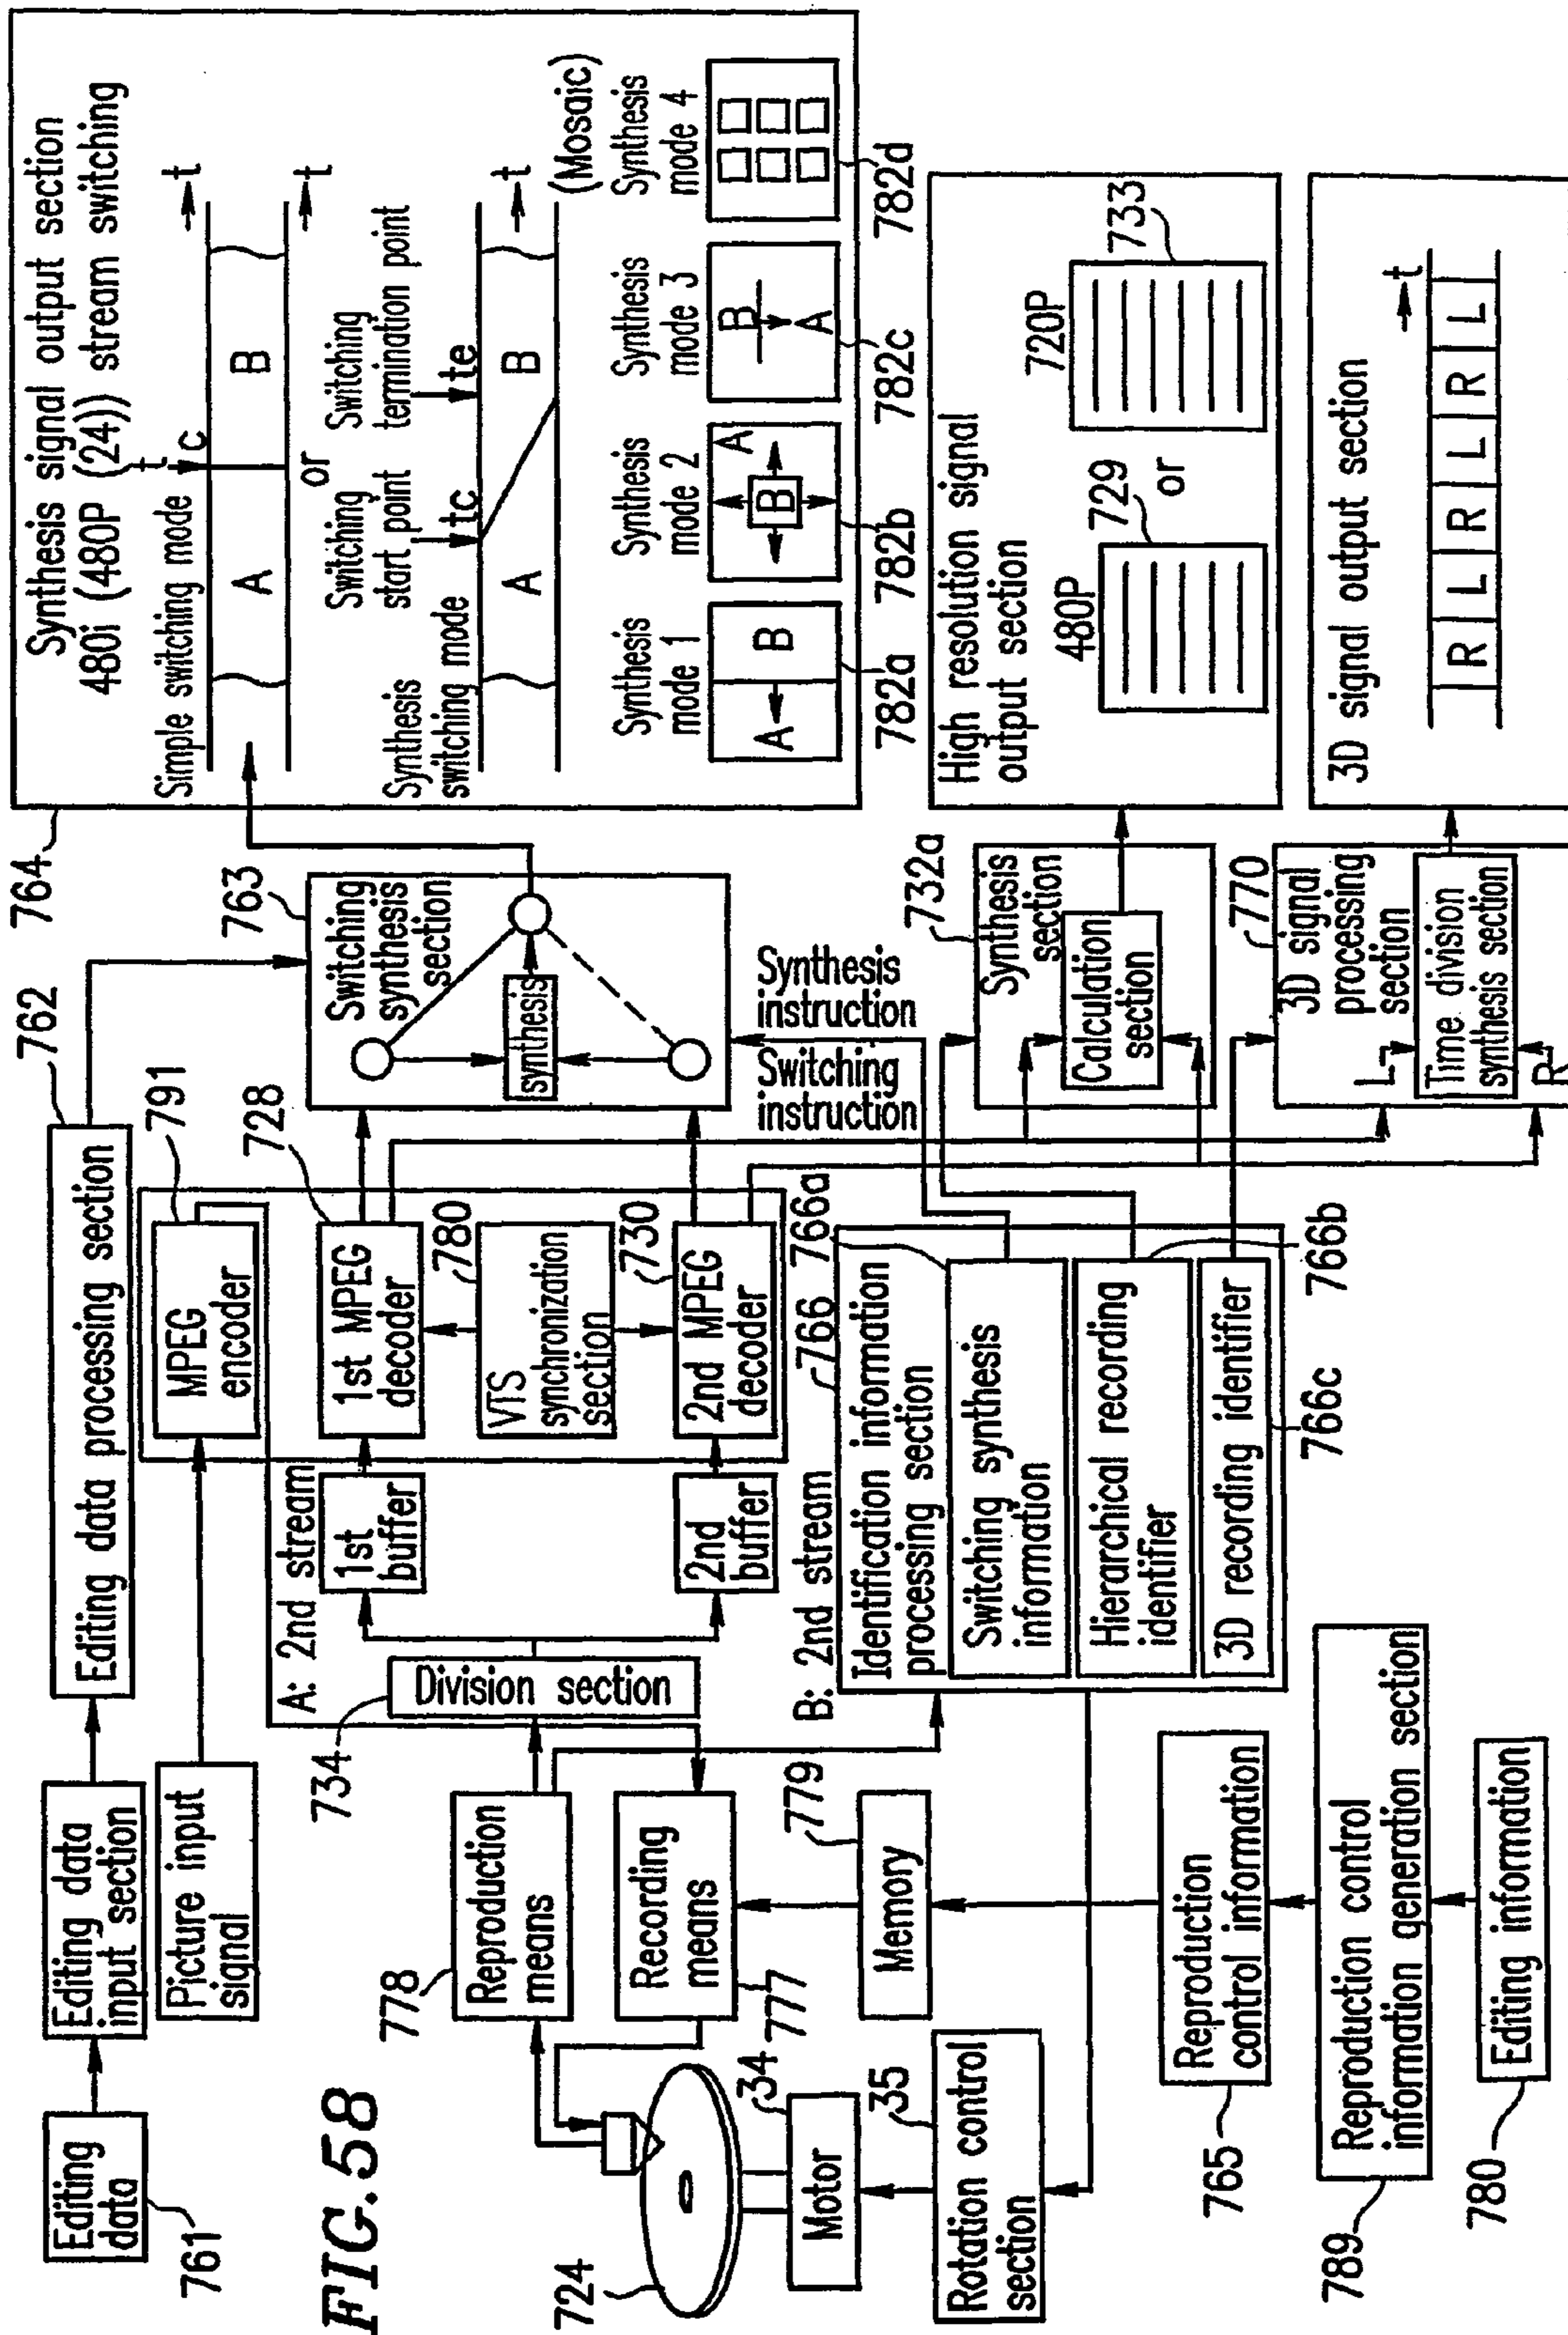 FIG.58
Editing
data
761
Editing data
input section
Editing data processing section
762
Picture input
signal
MPEG
encoder
791
A: 2nd stream
1st
buffer
1st MPEG
decoder
728
VTS
synchronization
section
780
2nd
buffer
2nd MPEG
decoder
730
B: 2nd stream
734
Division section
778
Reproduction
means
Recording
means
777
724
Motor
34
Rotation control
section
35
Memory
779
Reproduction
control information
765
Reproduction control
information generation section
789
Editing information
780
Identification information
processing section
766
Switching synthesis
information
766a
Hierarchical recording
identifier
766b
3D recording identifier
766c
Switching
synthesis
section
763
synthesis
Switching
instruction
Synthesis
instruction
Synthesis
section
732a
Calculation
section
3D signal
processing
section
770
L
Time division
synthesis section
R
764
Synthesis signal output section
480i (480P (24)) stream switching
Simple switching mode
t
c
t
A
B
t
or
Switching
start point
Switching
termination point
Synthesis
switching mode
tc
te
A
B
t
(Mosaic)
Synthesis
mode 1
Synthesis
mode 2
Synthesis
mode 3
Synthesis
mode 4
A
B
B
A
B
A
782a
782b
782c
782d
High resolution signal
output section
480P
729
or
720P
733
3D signal output section
t
R L R L R L